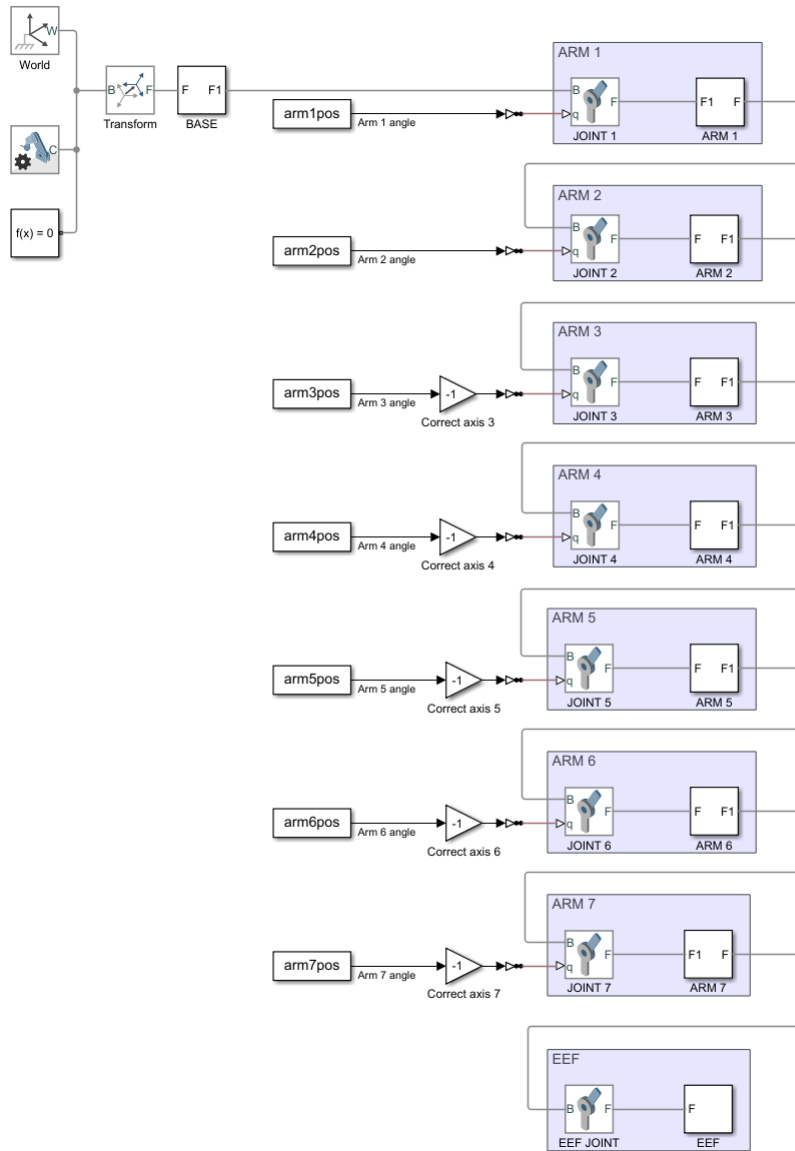 W
World
C
f(x) = 0
B F
Transform
F F1
BASE
arm1pos
Arm 1 angle
ARM 1
B
F
q
JOINT 1
F1 F
ARM 1
arm2pos
Arm 2 angle
ARM 2
B
F
q
JOINT 2
F F1
ARM 2
arm3pos
Arm 3 angle
-1
Correct axis 3
ARM 3
B
F
q
JOINT 3
F F1
ARM 3
arm4pos
Arm 4 angle
-1
Correct axis 4
ARM 4
B
F
q
JOINT 4
F F1
ARM 4
arm5pos
Arm 5 angle
-1
Correct axis 5
ARM 5
B
F
q
JOINT 5
F F1
ARM 5
arm6pos
Arm 6 angle
-1
Correct axis 6
ARM 6
B
F
q
JOINT 6
F F1
ARM 6
arm7pos
Arm 7 angle
-1
Correct axis 7
ARM 7
B
F
q
JOINT 7
F1 F
ARM 7
EEF
B F
EEF JOINT
F
EEF